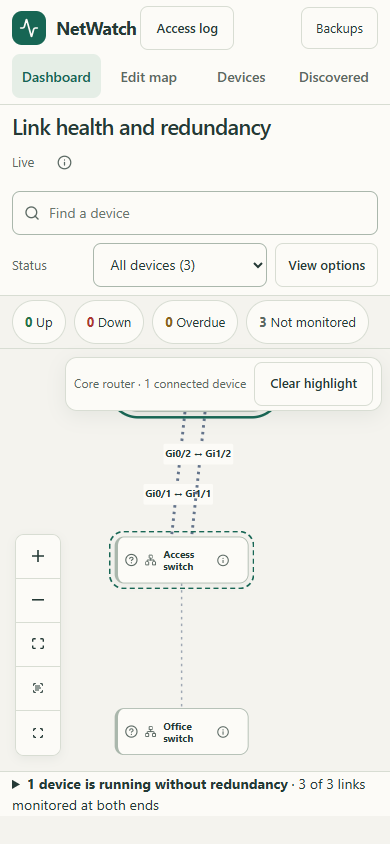 NetWatch
Access log
Backups
Dashboard
Edit map
Devices
Discovered
Link health and redundancy
Live
Find a device
Status
All devices (3)
View options
0 Up
0 Down
0 Overdue
3 Not monitored
Core router · 1 connected device
Clear highlight
Gi0/2 ↔ Gi1/2
Gi0/1 ↔ Gi1/1
Access
switch
Office
switch
1 device is running without redundancy · 3 of 3 links
monitored at both ends